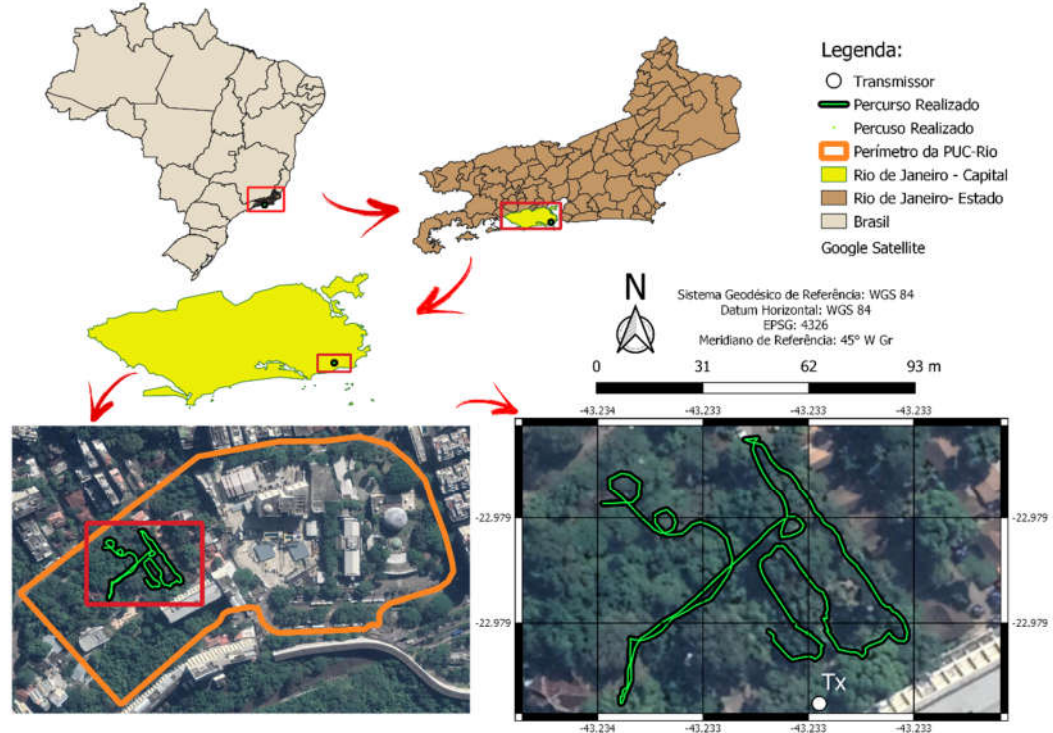 Legenda:
Transmissor
Percurso Realizado
Percuso Realizado
Perímetro da PUC-Rio
Rio de Janeiro - Capital
Rio de Janeiro- Estado
Brasil
Google Satellite
N
Sistema Geodésico de Referência: WGS 84
Datum Horizontal: WGS 84
EPSG: 4326
Meridiano de Referência: 45° W Gr
0 31 62 93 m
-43.234 -43.233 -43.233 -43.233
-22.979 -22.979
-22.979 -22.979
Tx
-43.234 -43.233 -43.233 -43.233